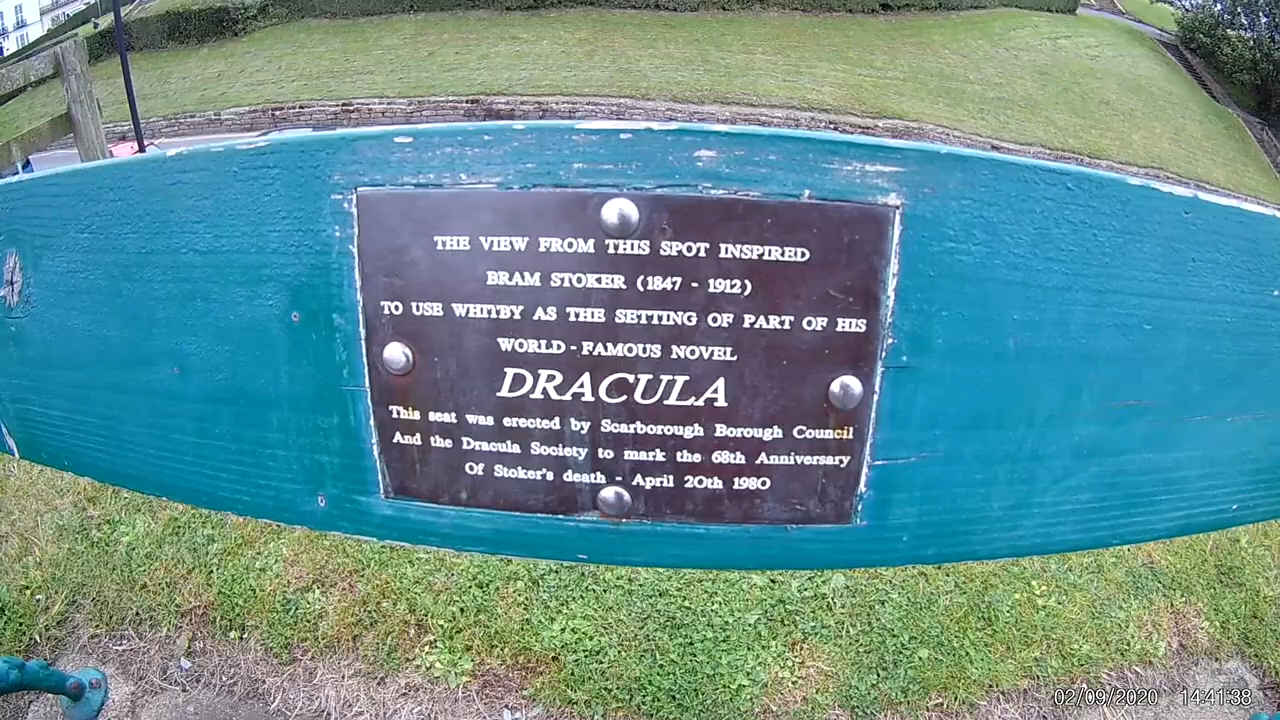 THE VIEW FROM THIS SPOT INSPIRED
BRAM STOKER (1847 - 1912)
TO USE WHITBY AS THE SETTING OF PART OF HIS
WORLD - FAMOUS NOVEL
DRACULA
This seat was erected by Scarborough Borough Council
And the Dracula Society to mark the 68th Anniversary
Of Stoker's death - April 20th 1980
02/09/2020 14:41:38